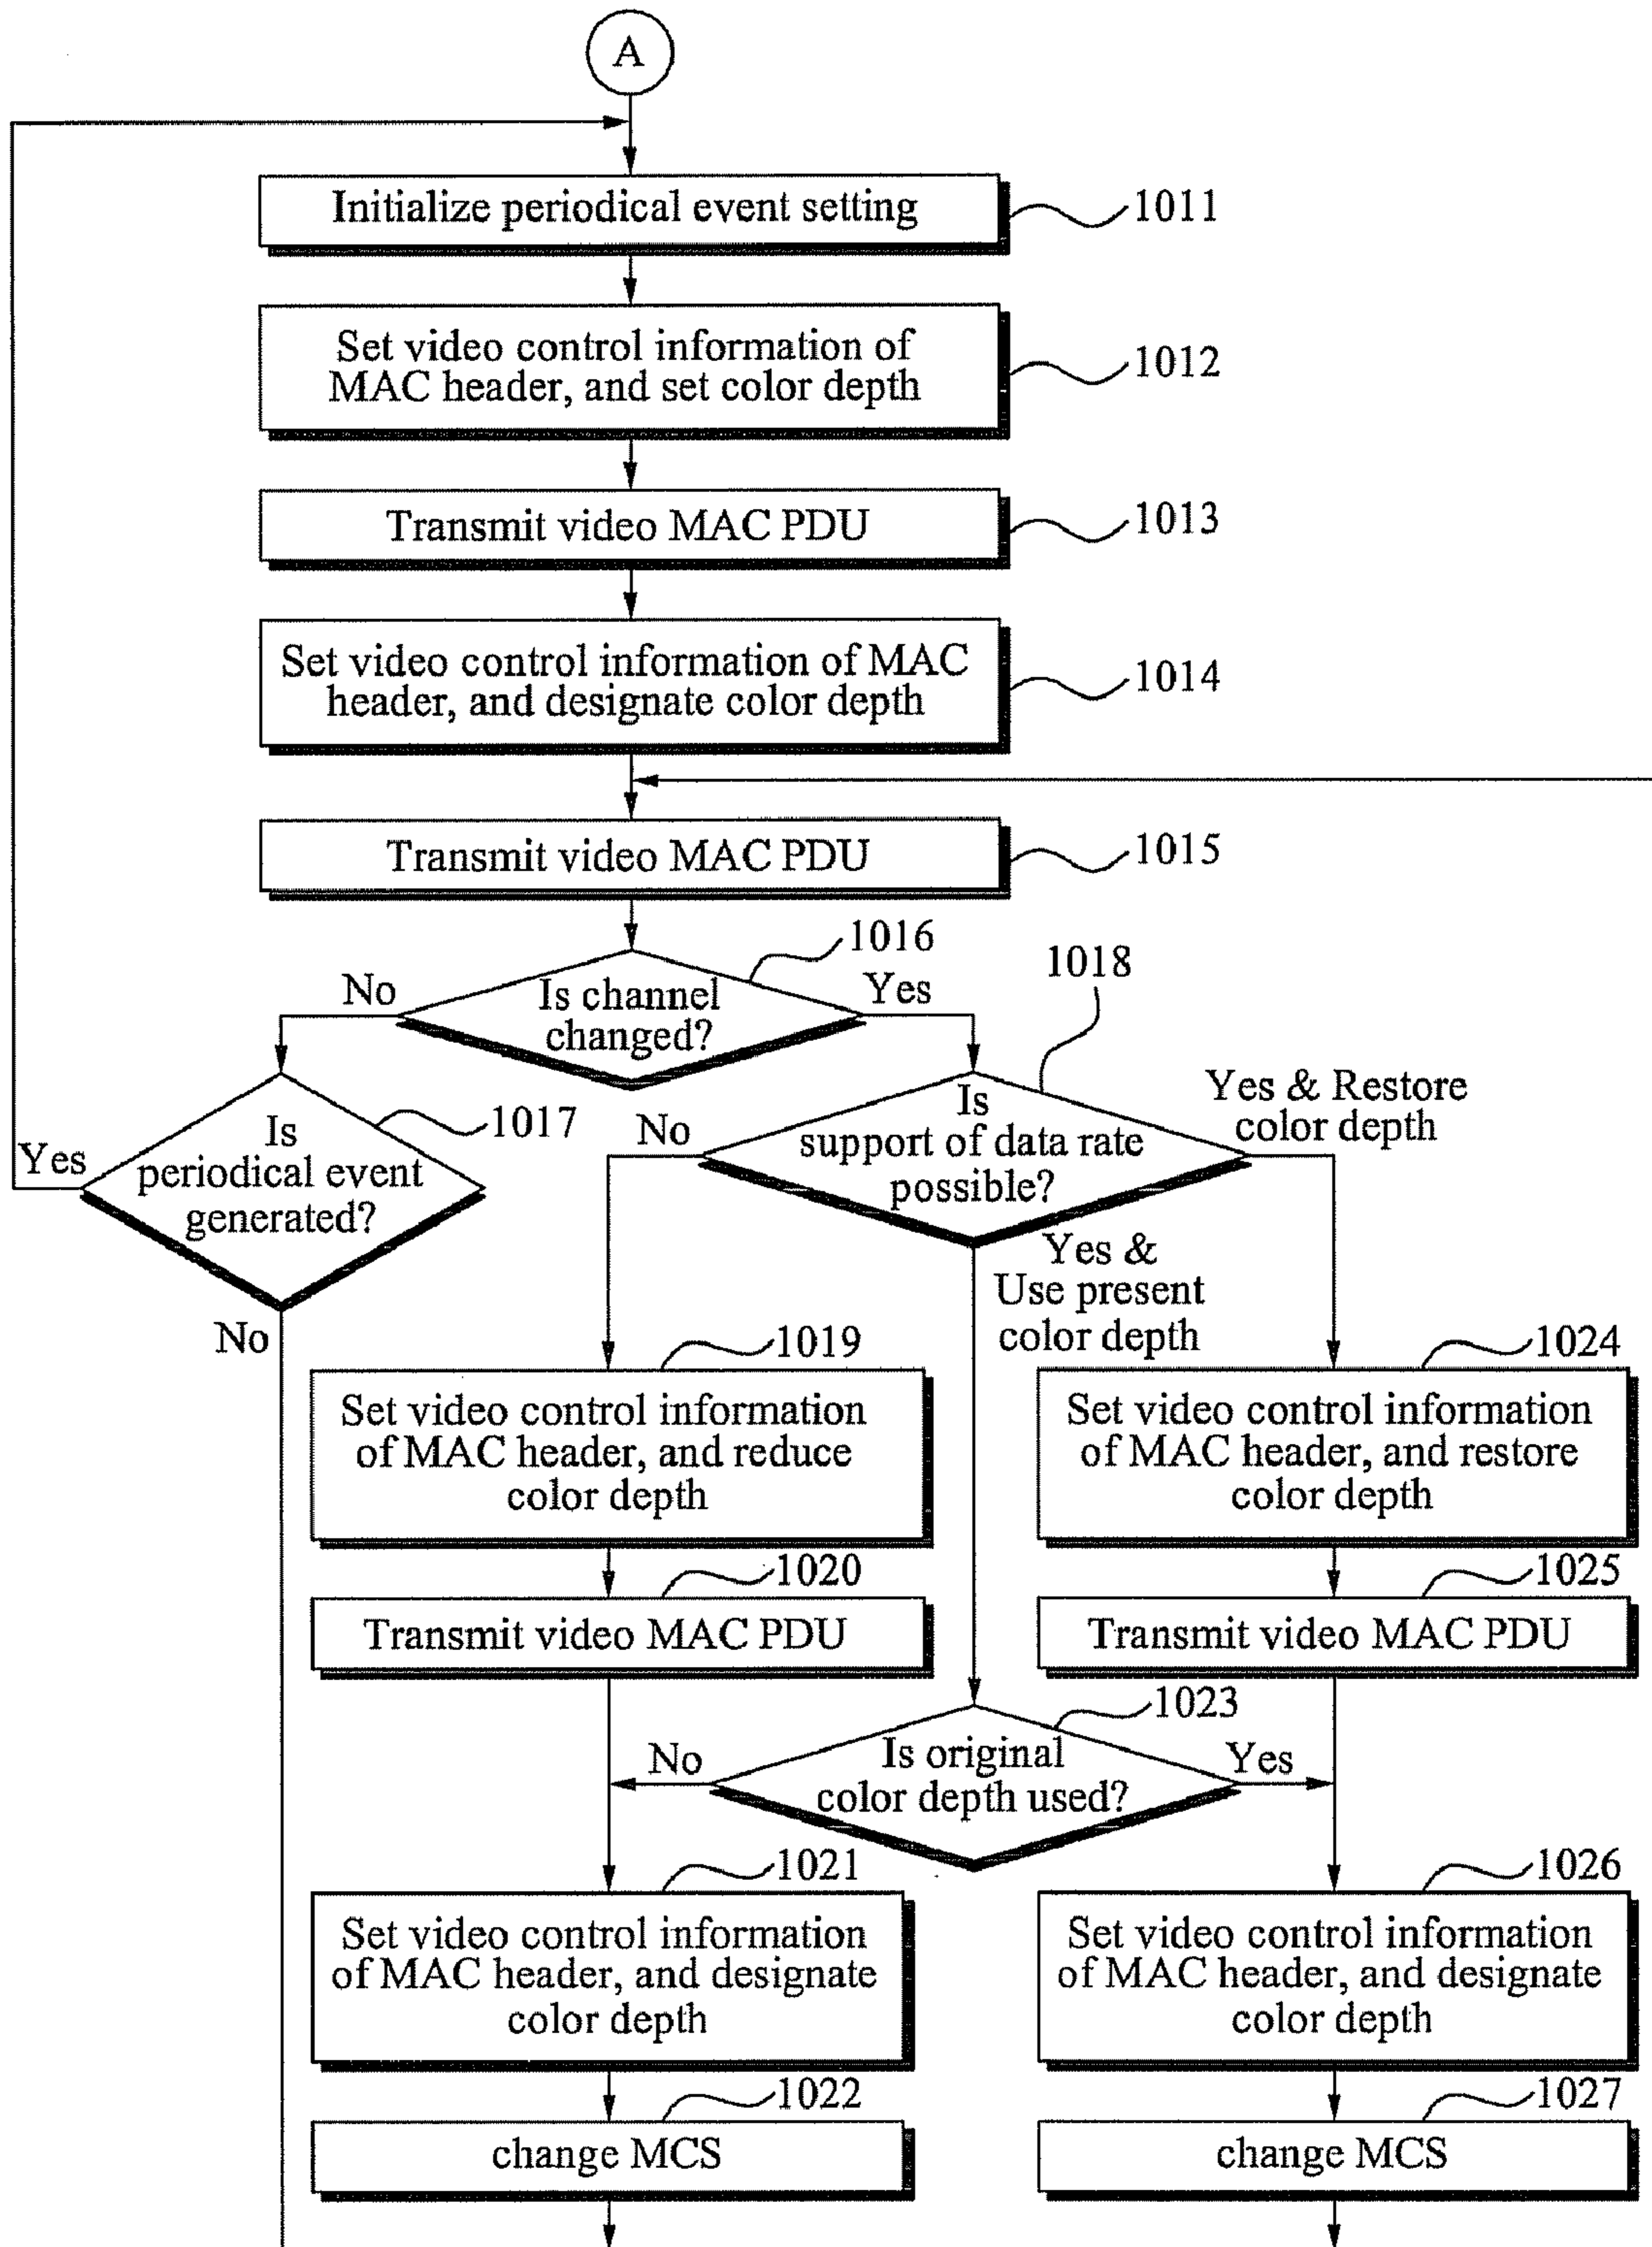 A
Initialize periodical event setting
1011
Set video control information of
MAC header, and set color depth
1012
Transmit video MAC PDU
1013
Set video control information of MAC
header, and designate color depth
1014
Transmit video MAC PDU
1015
1016
Is channel
changed?
No
Yes
1018
Is
periodical event
generated?
1017
Yes
No
Is
support of data rate
possible?
No
Yes & Restore
color depth
Yes &
Use present
color depth
1019
Set video control information
of MAC header, and reduce
color depth
1024
Set video control information
of MAC header, and restore
color depth
1020
Transmit video MAC PDU
1025
Transmit video MAC PDU
1023
Is original
color depth used?
No
Yes
1021
Set video control information
of MAC header, and designate
color depth
1026
Set video control information
of MAC header, and designate
color depth
1022
change MCS
1027
change MCS